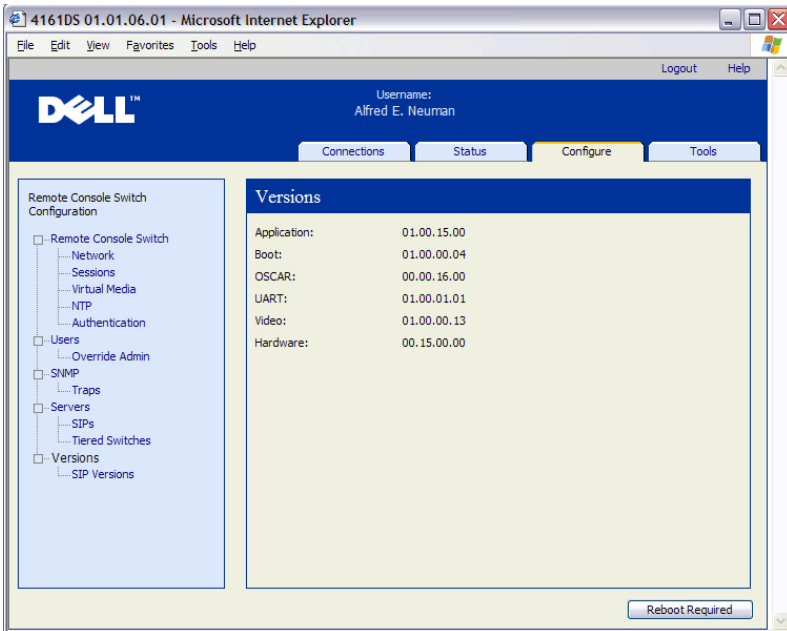 4161DS 01.01.06.01 - Microsoft Internet Explorer
File Edit View Favorites Tools Help
Logout Help
DELL™
Username:
Alfred E. Neuman
Connections Status Configure Tools
Remote Console Switch
Configuration
Remote Console Switch
Network
Sessions
Virtual Media
NTP
Authentication
Users
Override Admin
SNMP
Traps
Servers
SIPs
Tiered Switches
Versions
SIP Versions
Versions
Application: 01.00.15.00
Boot: 01.00.00.04
OSCAR: 00.00.16.00
UART: 01.00.01.01
Video: 01.00.00.13
Hardware: 00.15.00.00
Reboot Required